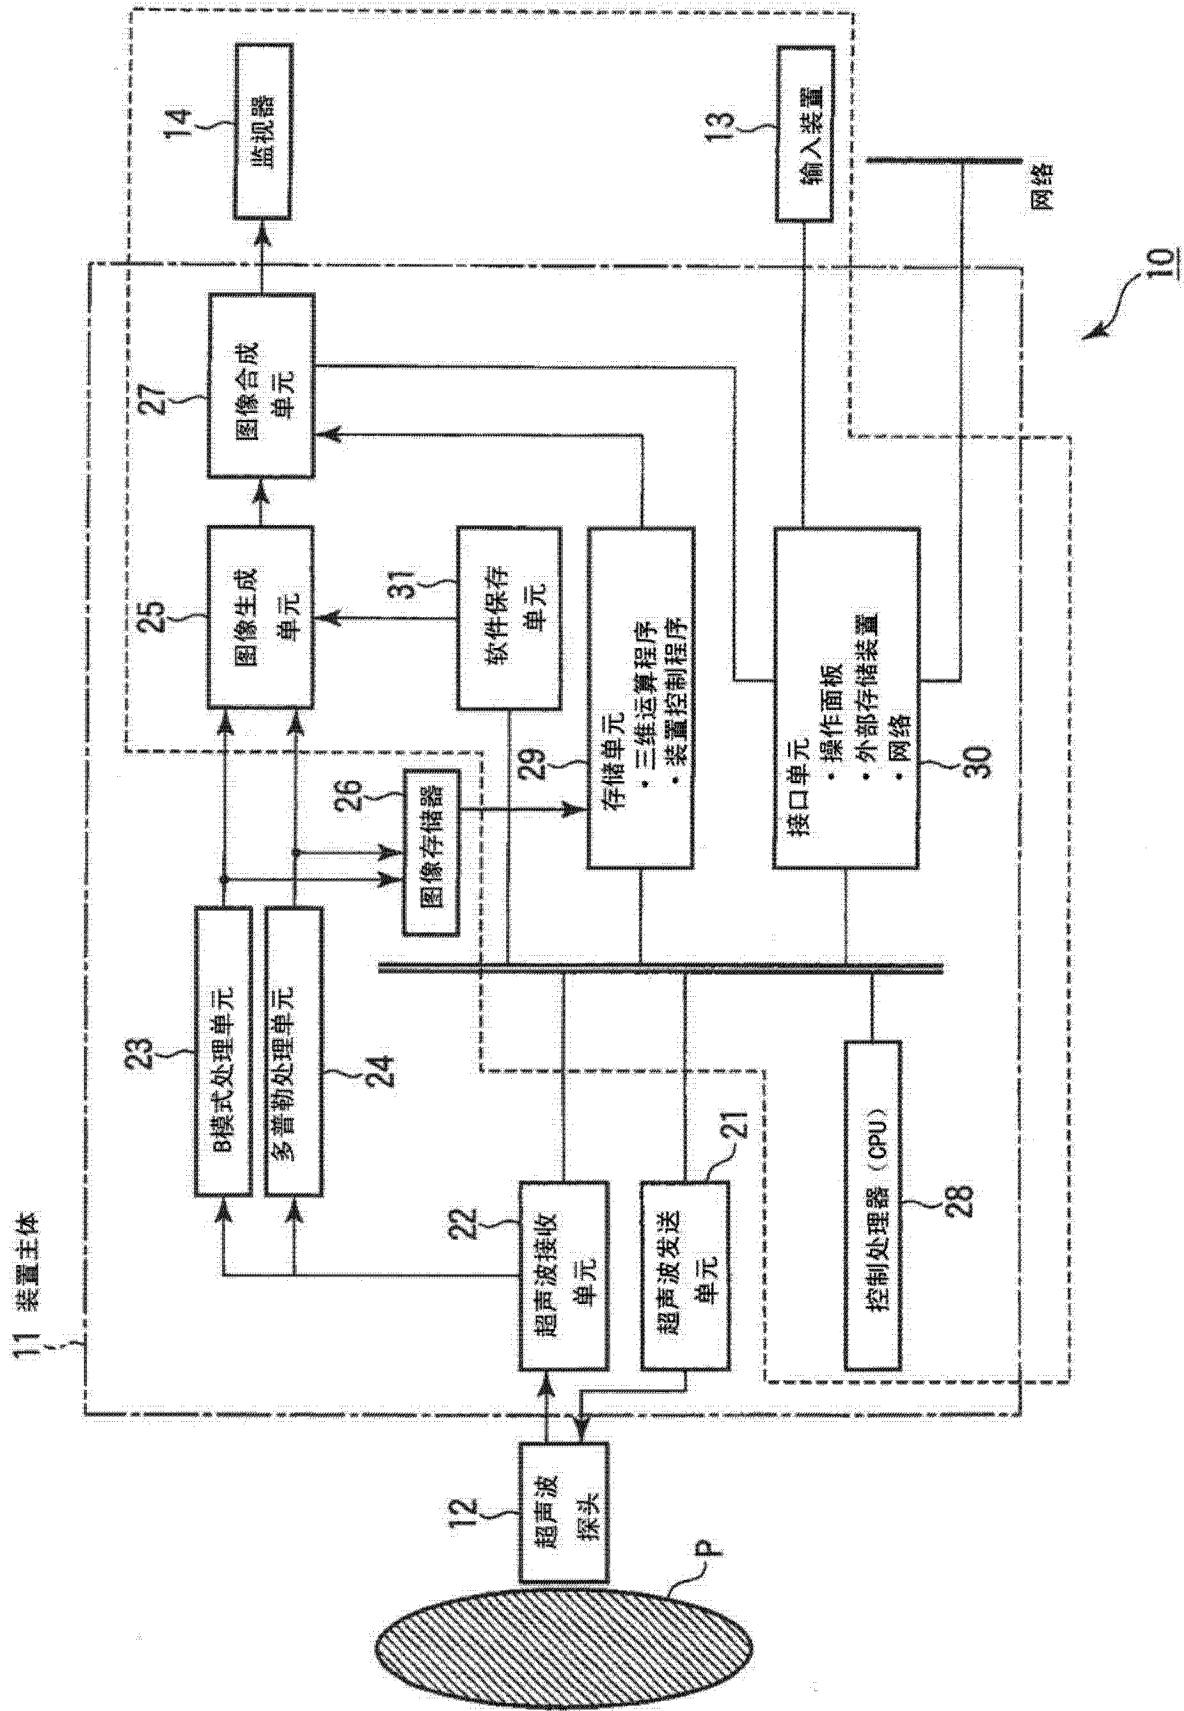 11 装置主体
14
监视器
13
输入装置
网络
10
27
图像合成
单元
25
图像生成
单元
31
软件保存
单元
29
存储单元
・三维运算程序
・装置控制程序
接口单元
・操作面板
・外部存储装置
・网络
30
26
图像存储器
23
B模式处理单元
多普勒处理单元
24
22
超声波接收
单元
21
超声波发送
单元
控制处理器(CPU)
28
12
超声波
探头
P